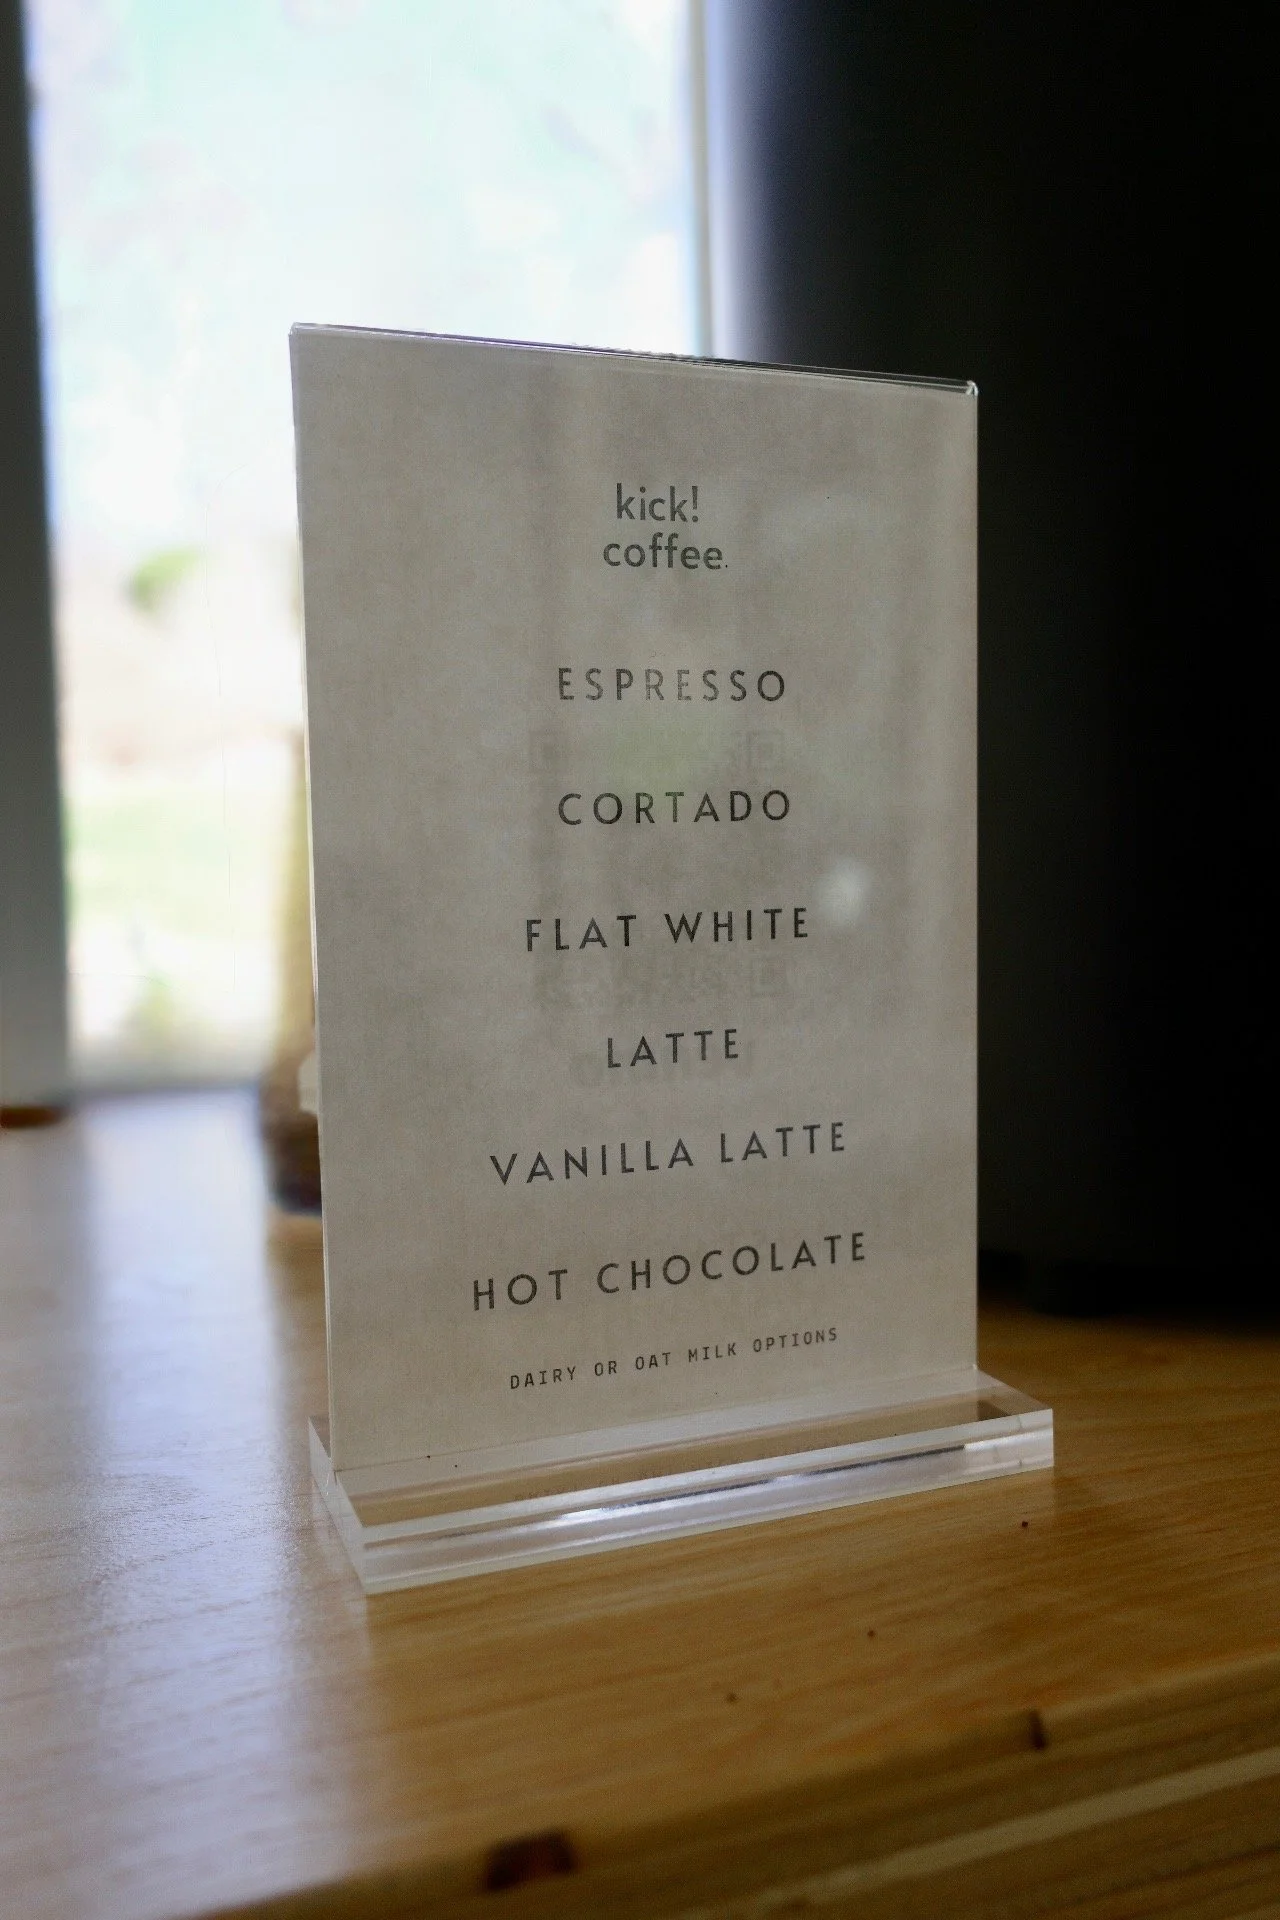 kick!
coffee.
ESPRESSO
CORTADO
FLAT WHITE
LATTE
VANILLA LATTE
HOT CHOCOLATE
DAIRY OR OAT MILK OPTIONS